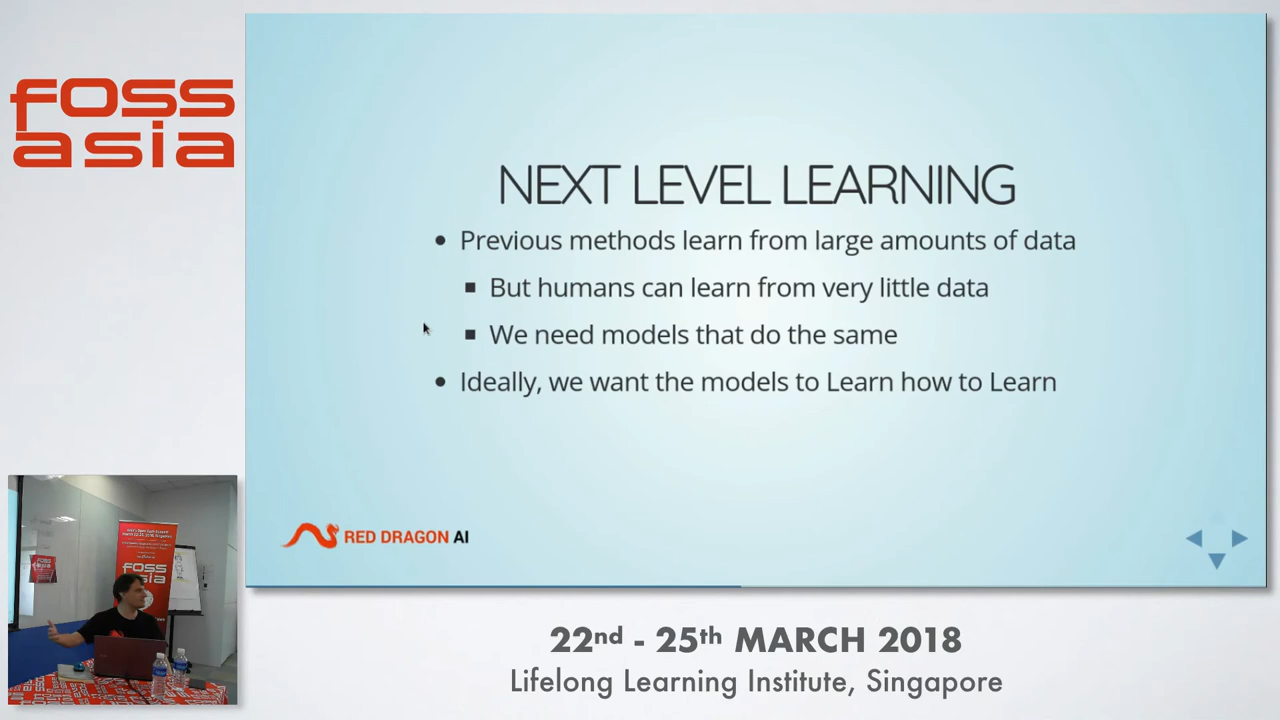 foss
asia
NEXT LEVEL LEARNING
Previous methods learn from large amounts of data
But humans can learn from very little data
We need models that do the same
Ideally, we want the models to Learn how to Learn
RED DRAGON AI
foss
asia
22nd - 25th MARCH 2018
Lifelong Learning Institute, Singapore